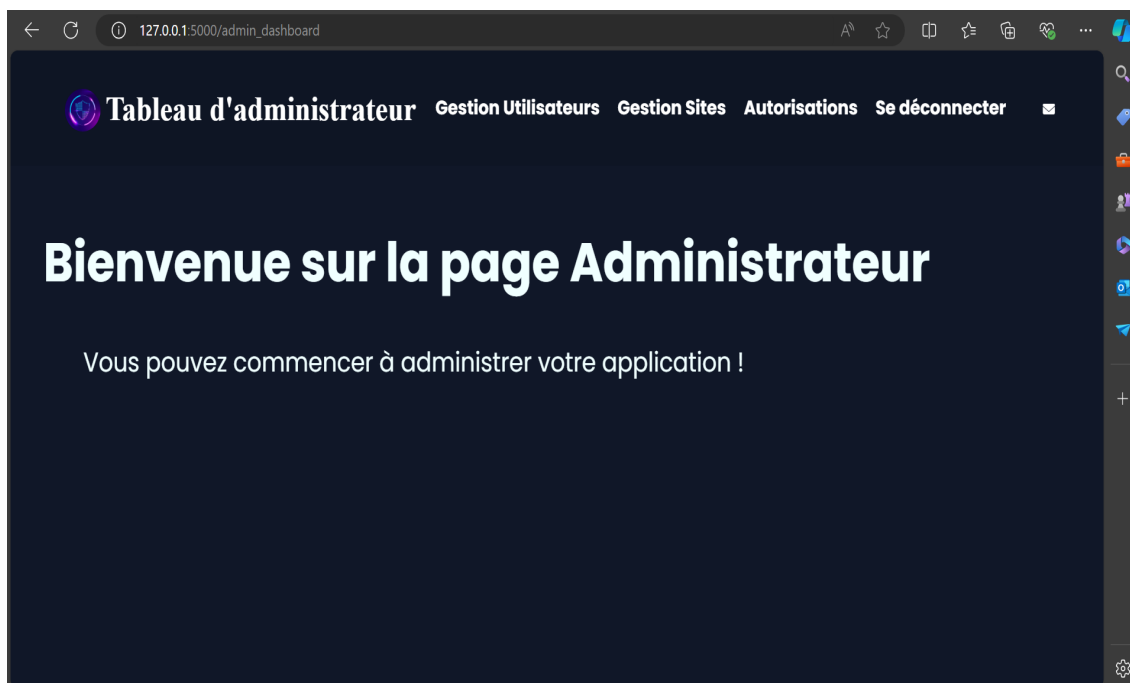 127.0.0.1:5000/admin_dashboard
Tableau d'administrateur Gestion Utilisateurs Gestion Sites Autorisations Se déconnecter
Bienvenue sur la page Administrateur
Vous pouvez commencer à administrer votre application !